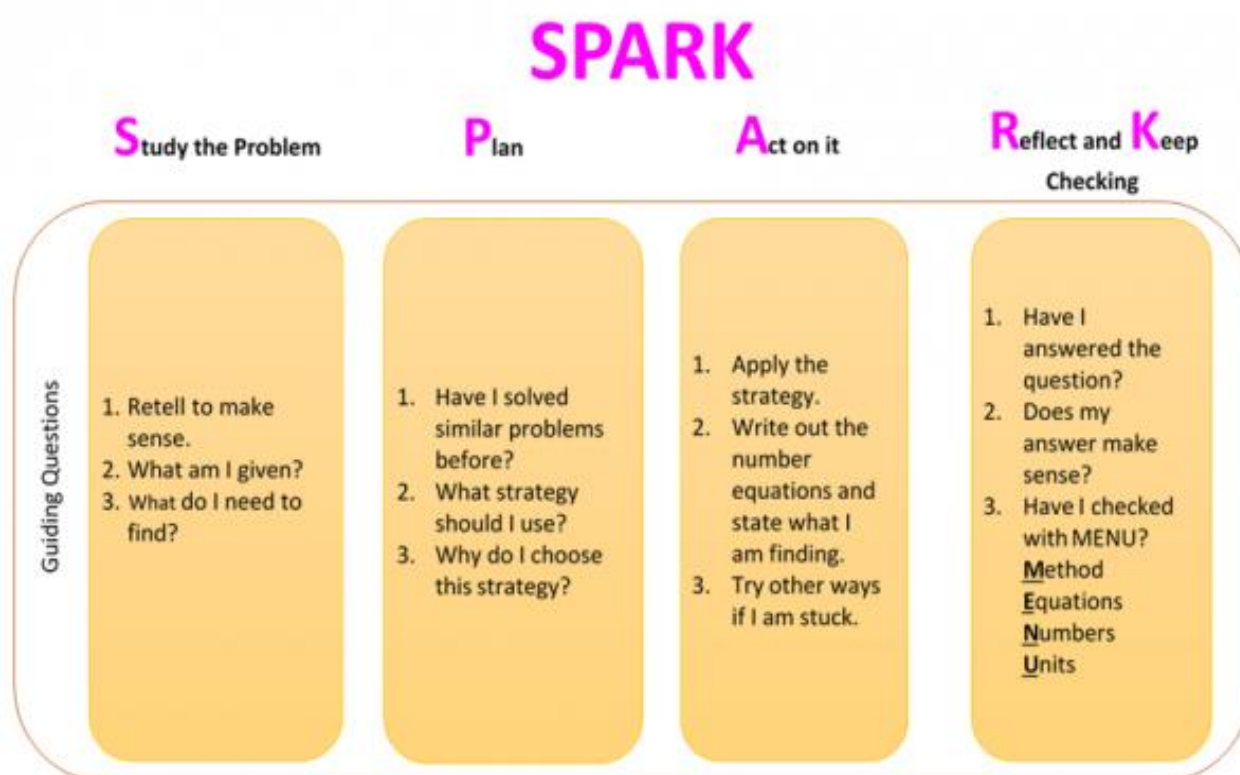 SPARK
Study the Problem
Plan
Act on it
Reflect and Keep
Checking
Guiding Questions
1. Retell to make
sense.
2. What am I given?
3. What do I need to
find?
1. Have I solved
similar problems
before?
2. What strategy
should I use?
3. Why do I choose
this strategy?
1. Apply the
strategy.
2. Write out the
number
equations and
state what I
am finding.
3. Try other ways
if I am stuck.
1. Have I
answered the
question?
2. Does my
answer make
sense?
3. Have I checked
with MENU?
Method
Equations
Numbers
Units